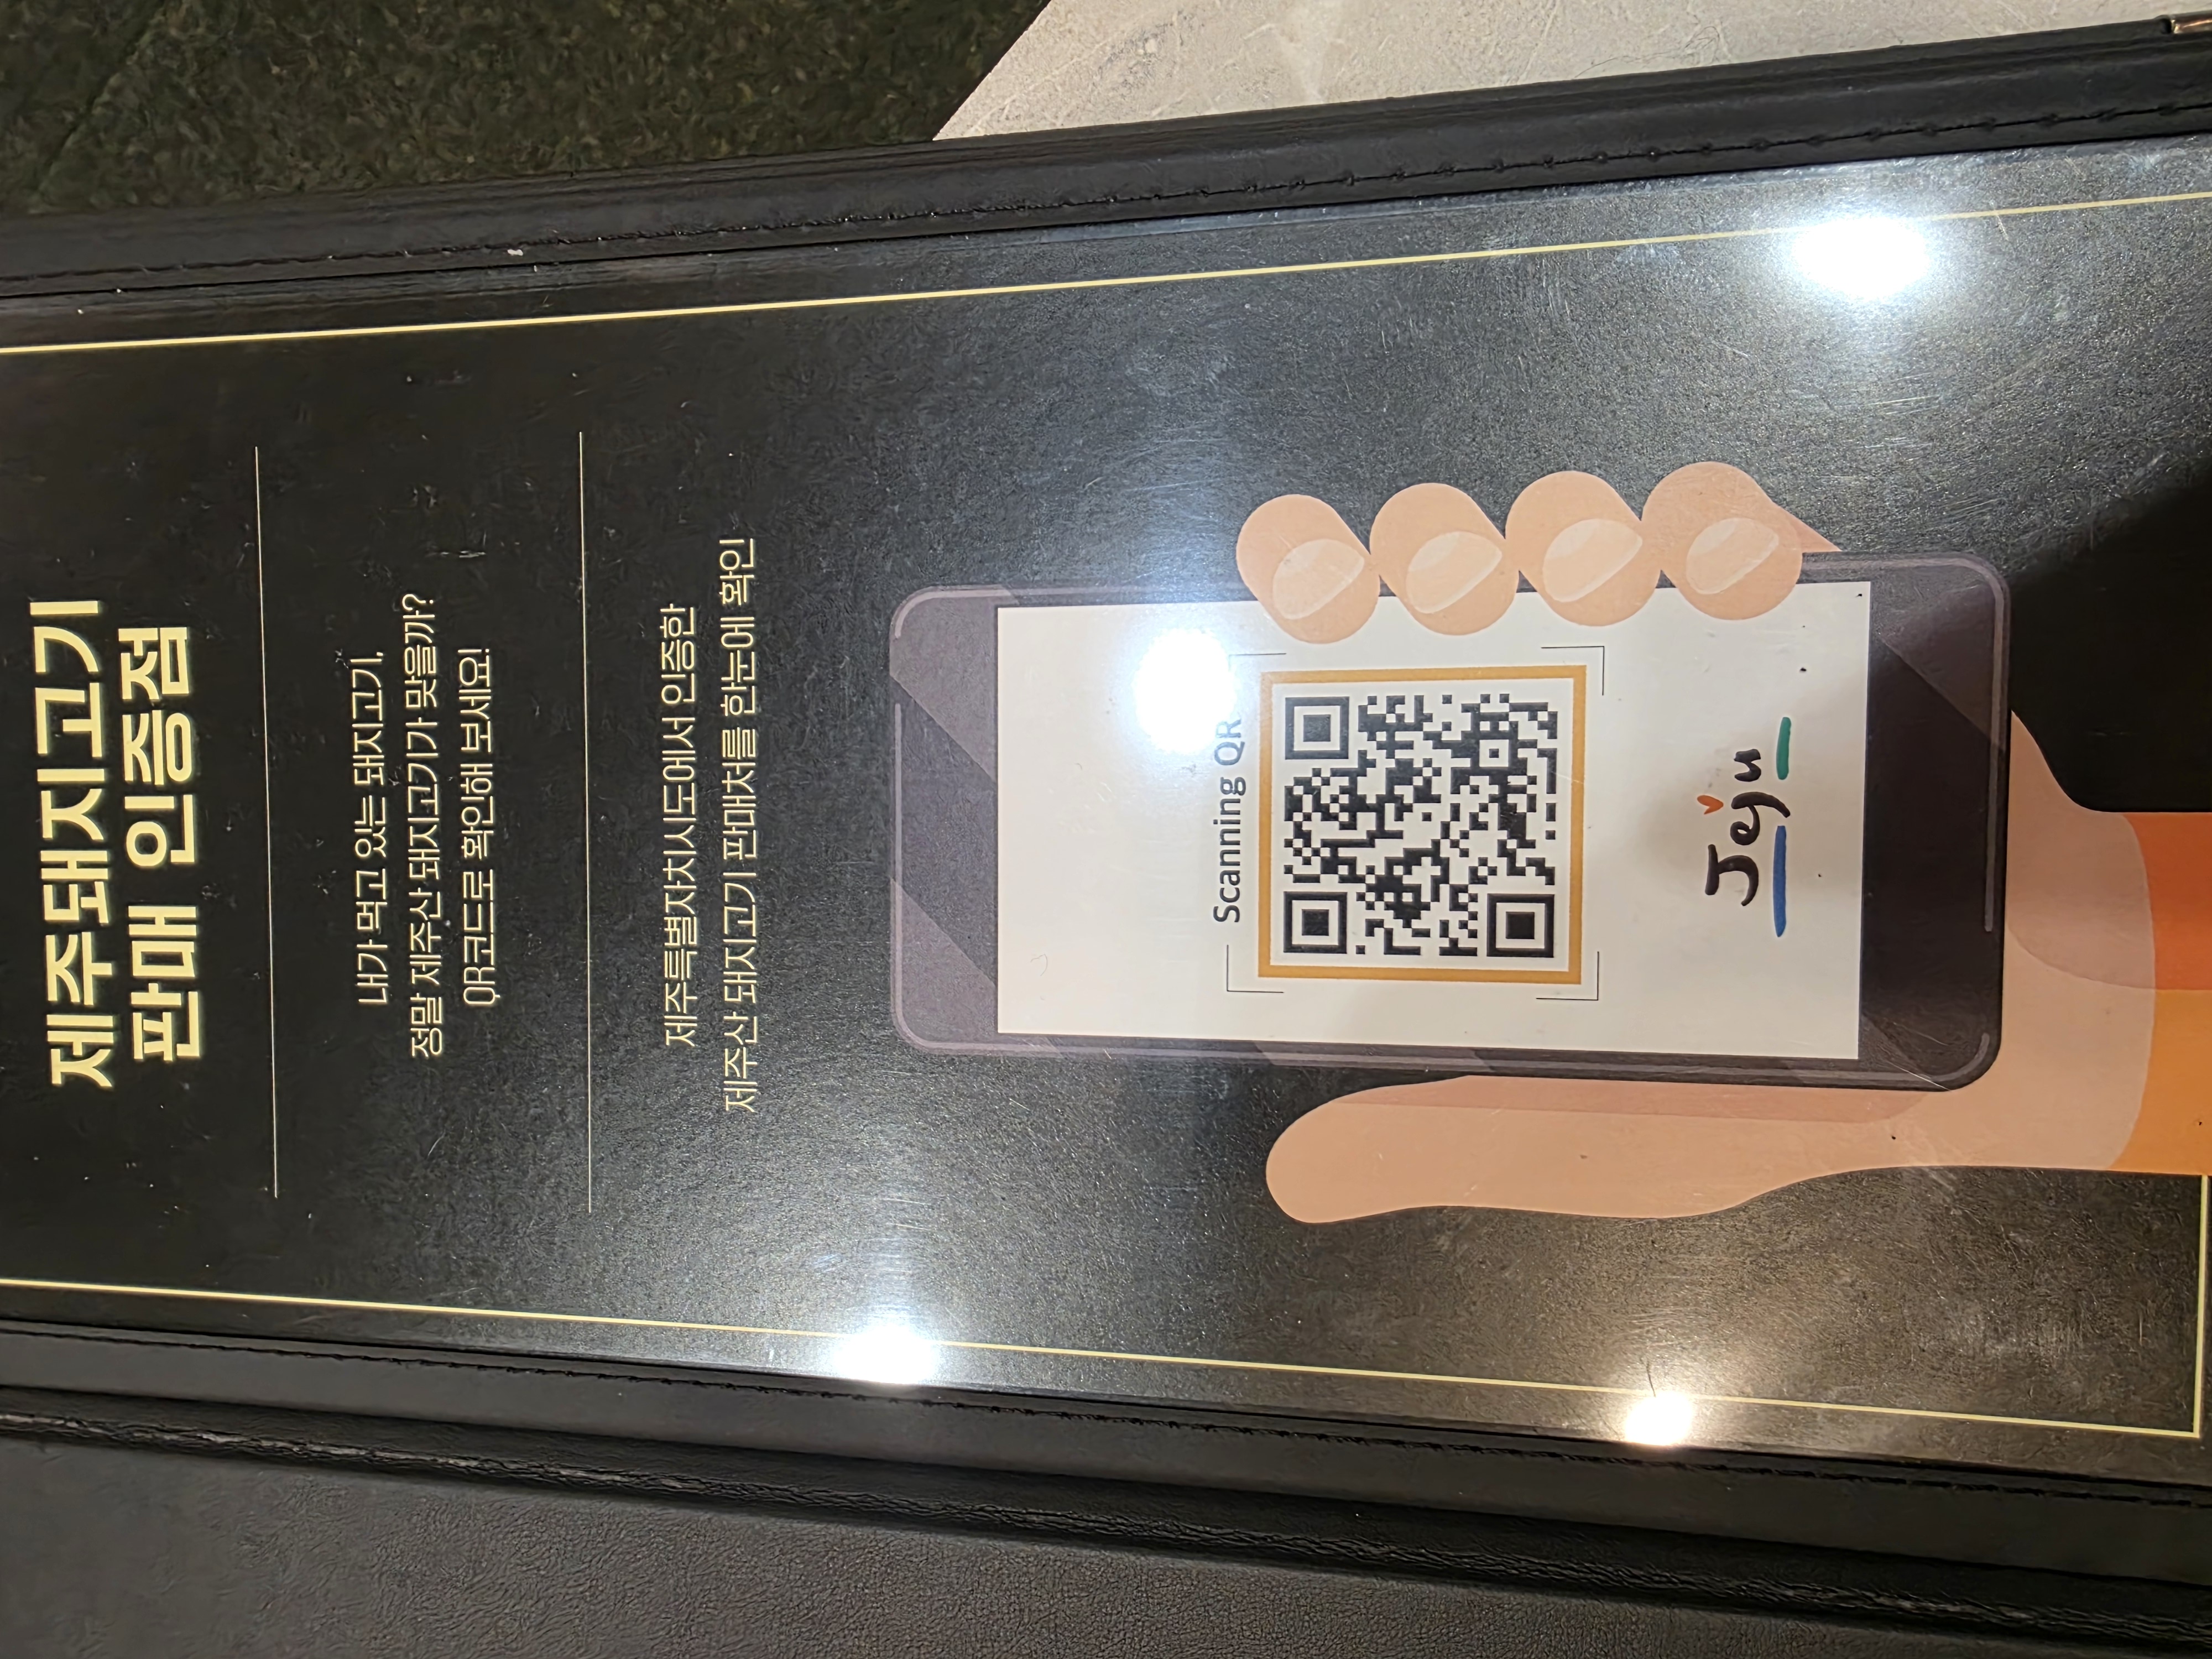 제주돼지고기
판매 인증점
내가 먹고 있는 돼지고기,
정말 제주산 돼지고기가 맞을까?
QR코드로 확인해 보세요!
제주특별자치시도에서 인증한
제주산 돼지고기 판매처를 한눈에 확인
Scanning QR
Jeju